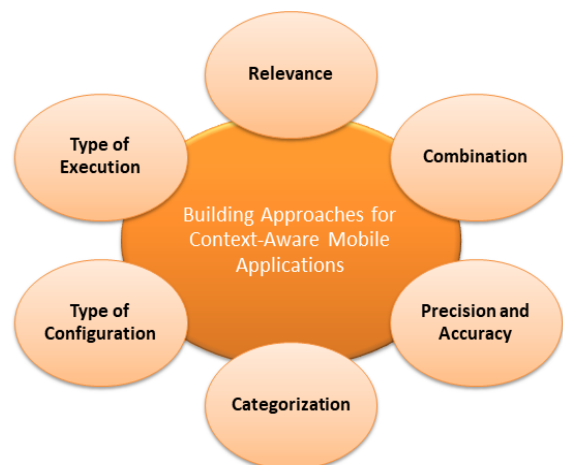 Relevance
Type of
Execution
Combination
Building Approaches for
Context-Aware Mobile
Applications
Type of
Configuration
Precision and
Accuracy
Categorization